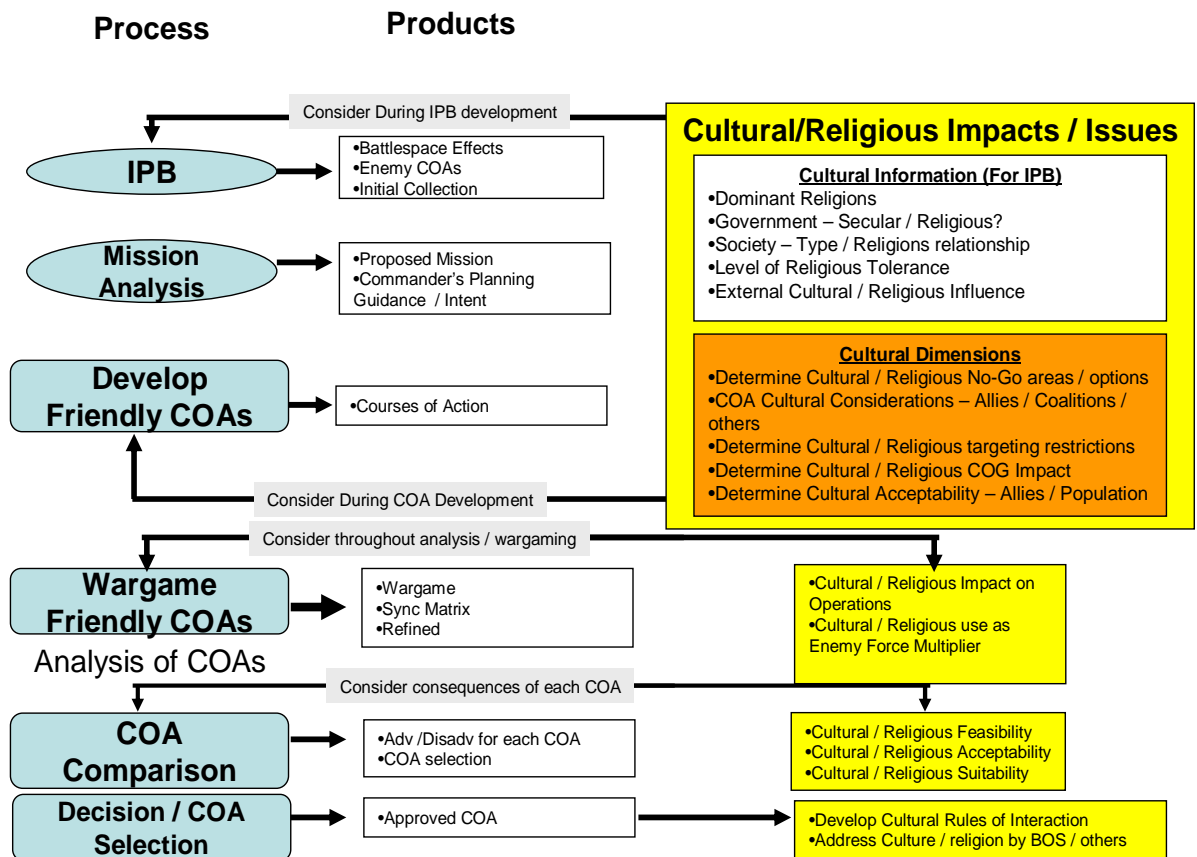 Process
Products
Consider During IPB development
IPB
•Battlespace Effects
•Enemy COAs
•Initial Collection
Mission
Analysis
•Proposed Mission
•Commander's Planning
Guidance / Intent
Develop
Friendly COAs
•Courses of Action
Consider During COA Development
Cultural/Religious Impacts / Issues
Cultural Information (For IPB)
•Dominant Religions
•Government – Secular / Religious?
•Society – Type / Religions relationship
•Level of Religious Tolerance
•External Cultural / Religious Influence
Cultural Dimensions
•Determine Cultural / Religious No-Go areas / options
•COA Cultural Considerations – Allies / Coalitions /
others
•Determine Cultural / Religious targeting restrictions
•Determine Cultural / Religious COG Impact
•Determine Cultural Acceptability – Allies / Population
Consider throughout analysis / wargaming
Wargame
Friendly COAs
•Wargame
•Sync Matrix
•Refined
•Cultural / Religious Impact on
Operations
•Cultural / Religious use as
Enemy Force Multiplier
Analysis of COAs
Consider consequences of each COA
COA
Comparison
•Adv /Disadv for each COA
•COA selection
•Cultural / Religious Feasibility
•Cultural / Religious Acceptability
•Cultural / Religious Suitability
Decision / COA
Selection
•Approved COA
•Develop Cultural Rules of Interaction
•Address Culture / religion by BOS / others